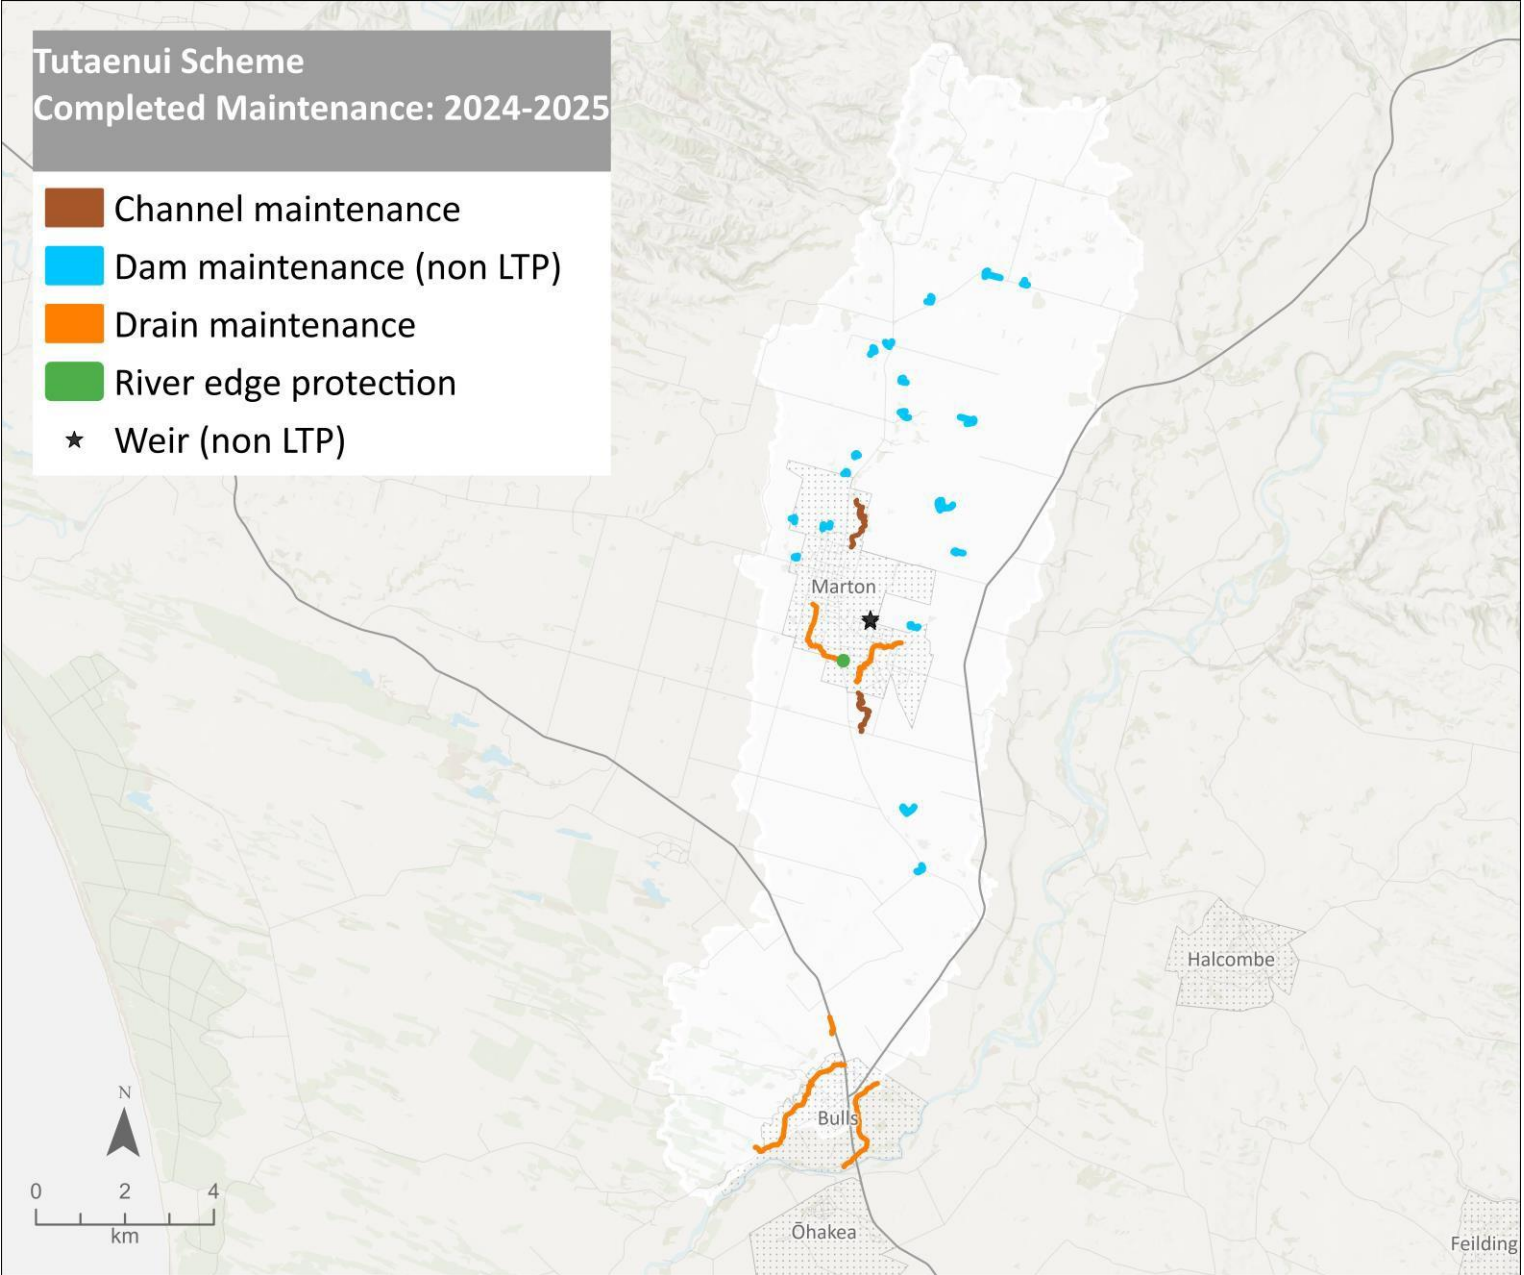 Tutaenui Scheme
Completed Maintenance: 2024-2025
Channel maintenance
Dam maintenance (non LTP)
Drain maintenance
River edge protection
Weir (non LTP)
Marton
Halcombe
Bulls
Ōhakea
Feilding
N
0 2 4
km